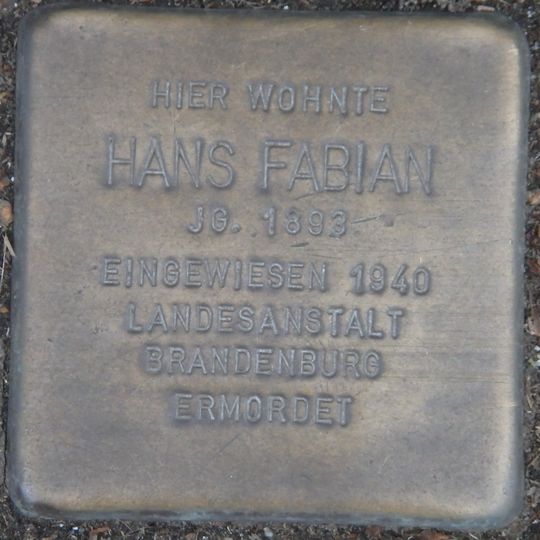 HIER WOHNTE
HANS FABIAN
JG. 1893
EINGEWIESEN 1940
LANDESANSTALT
BRANDENBURG
ERMORDET